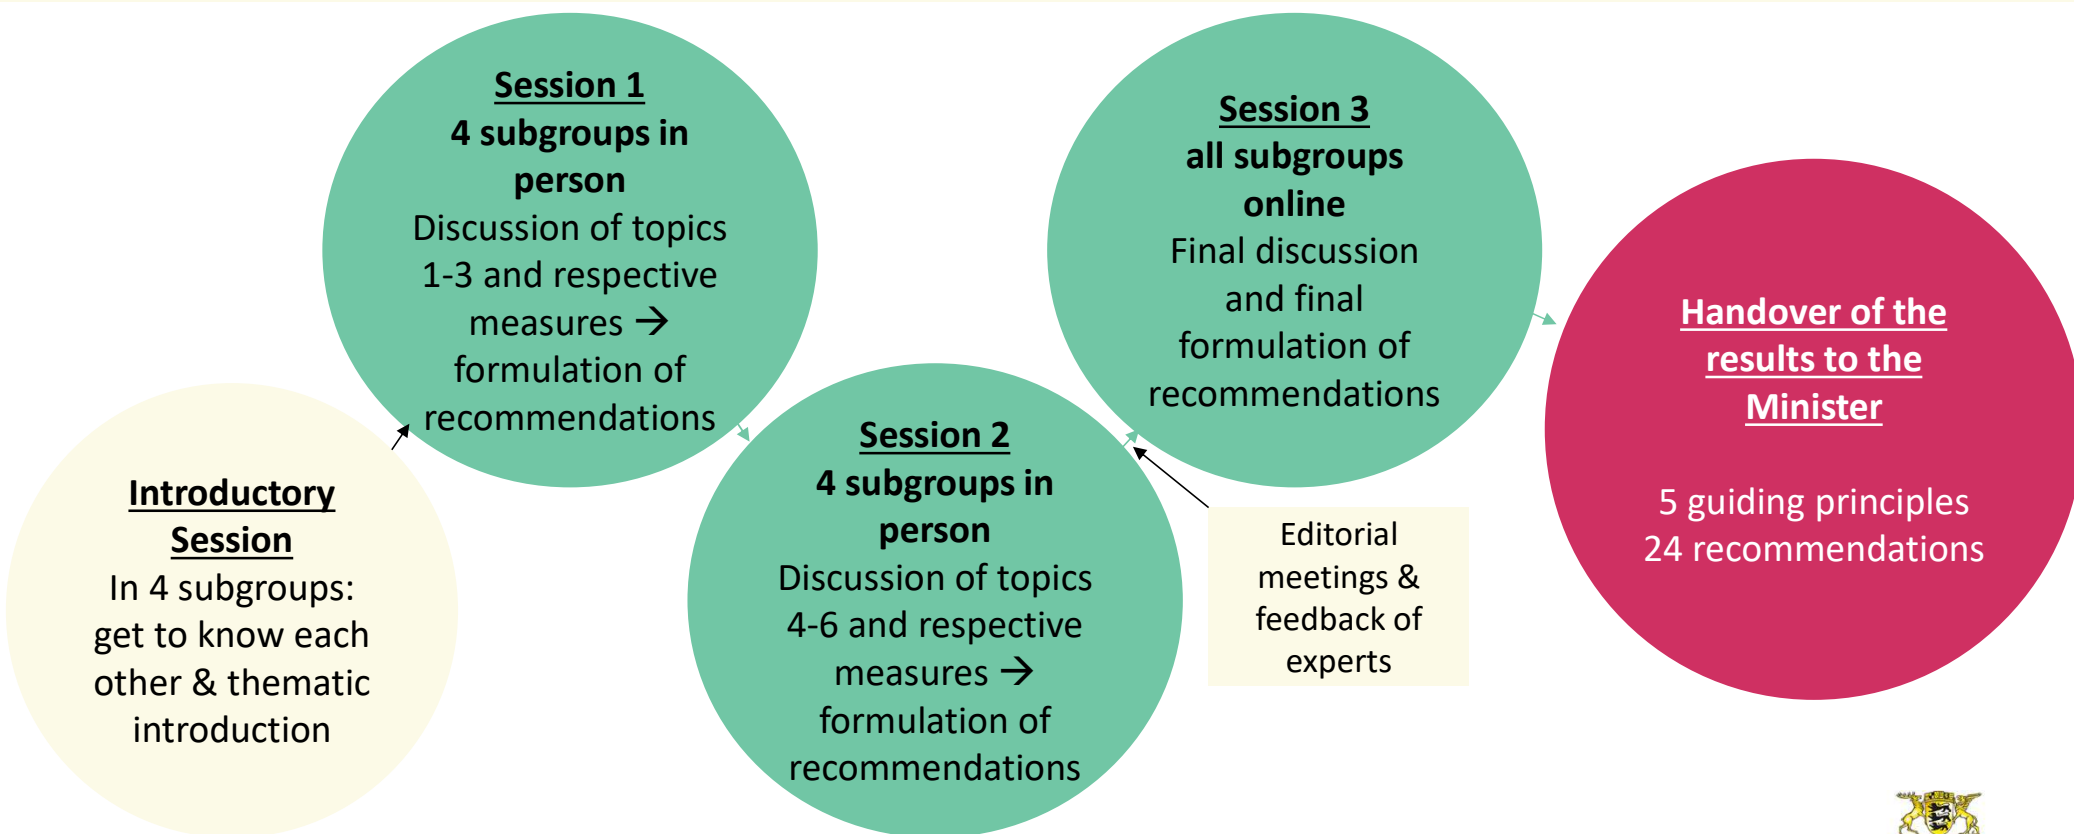 Introductory
Session
In 4 subgroups:
get to know each
other & thematic
introduction
Session 1
4 subgroups in
person
Discussion of topics
1-3 and respective
measures →
formulation of
recommendations
Session 2
4 subgroups in
person
Discussion of topics
4-6 and respective
measures →
formulation of
recommendations
Editorial
meetings &
feedback of
experts
Session 3
all subgroups
online
Final discussion
and final
formulation of
recommendations
Handover of the
results to the
Minister
5 guiding principles
24 recommendations